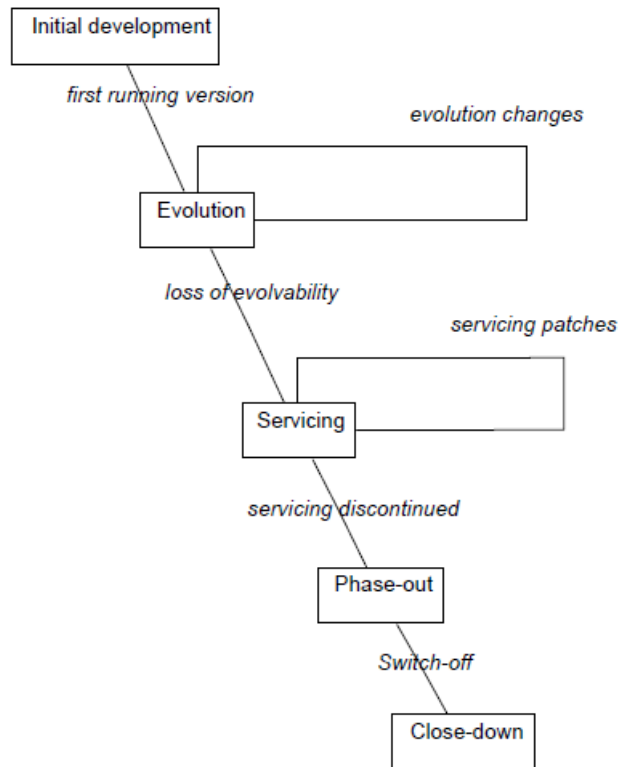 Initial development
first running version
evolution changes
Evolution
loss of evolvability
servicing patches
Servicing
servicing discontinued
Phase-out
Switch-off
Close-down